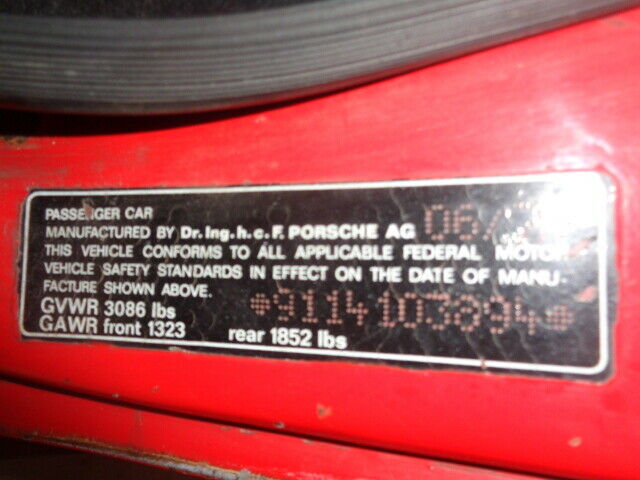 PASSENGER CAR
MANUFACTURED BY Dr. Ing. h. c. F. PORSCHE AG 06/
THIS VEHICLE CONFORMS TO ALL APPLICABLE FEDERAL MOTOR
VEHICLE SAFETY STANDARDS IN EFFECT ON THE DATE OF MANU-
FACTURE SHOWN ABOVE.
GVWR 3086 lbs *9114103894*
GAWR front 1323 rear 1852 lbs